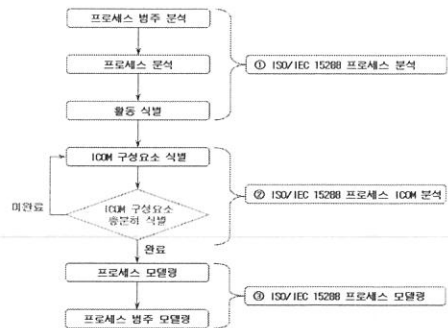 프로세스 범주 분석
프로세스 분석
① ISO/IEC 15288 프로세스 분석
활동 식별
ICOM 구성요소 식별
미완료
ICOM 구성요소
충분히 식별
② ISO/IEC 15288 프로세스 ICOM 분석
완료
프로세스 모델링
③ ISO/IEC 15288 프로세스 모델링
프로세스 범주 모델링